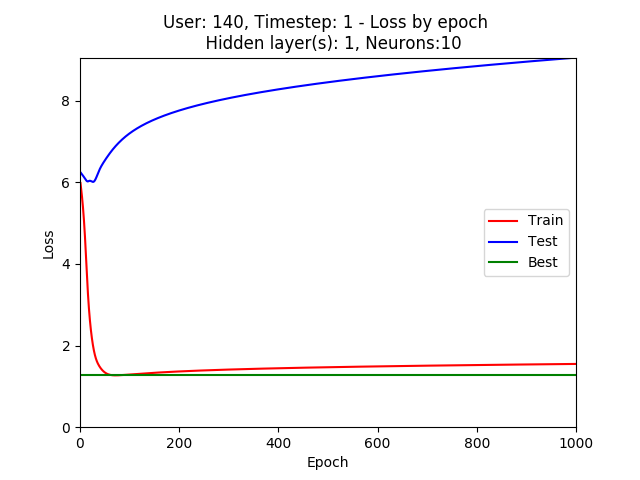 User: 140, Timestep: 1 - Loss by epoch
Hidden layer(s): 1, Neurons:10
8
6
4
2
0
Loss
Train
Test
Best
0 200 400 600 800 1000
Epoch